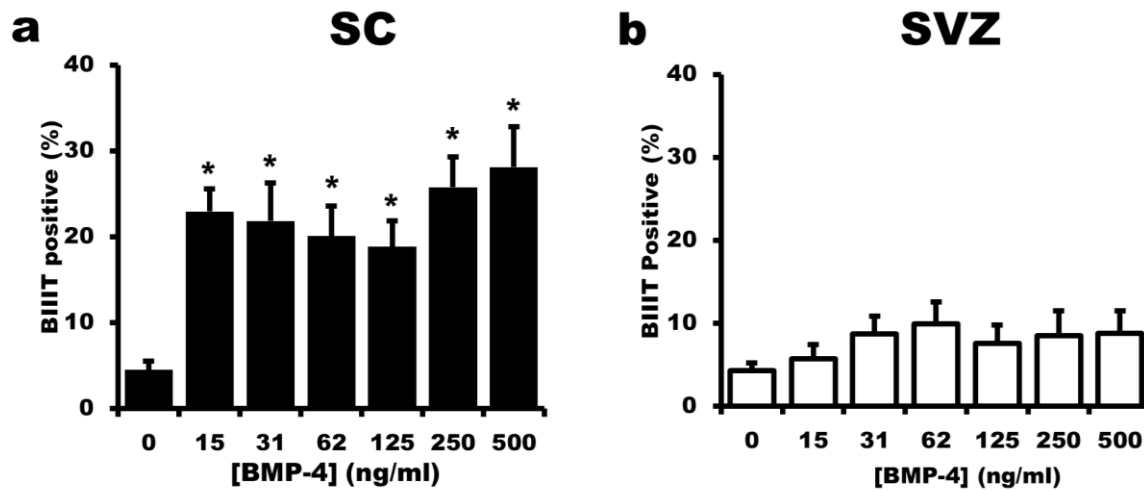 a
SC
BIIIT positive (%)
40
30
20
10
0
* * * * * *
0 15 31 62 125 250 500
[BMP-4] (ng/ml)
b
SVZ
BIIIT Positive (%)
40
30
20
10
0
0 15 31 62 125 250 500
[BMP-4] (ng/ml)